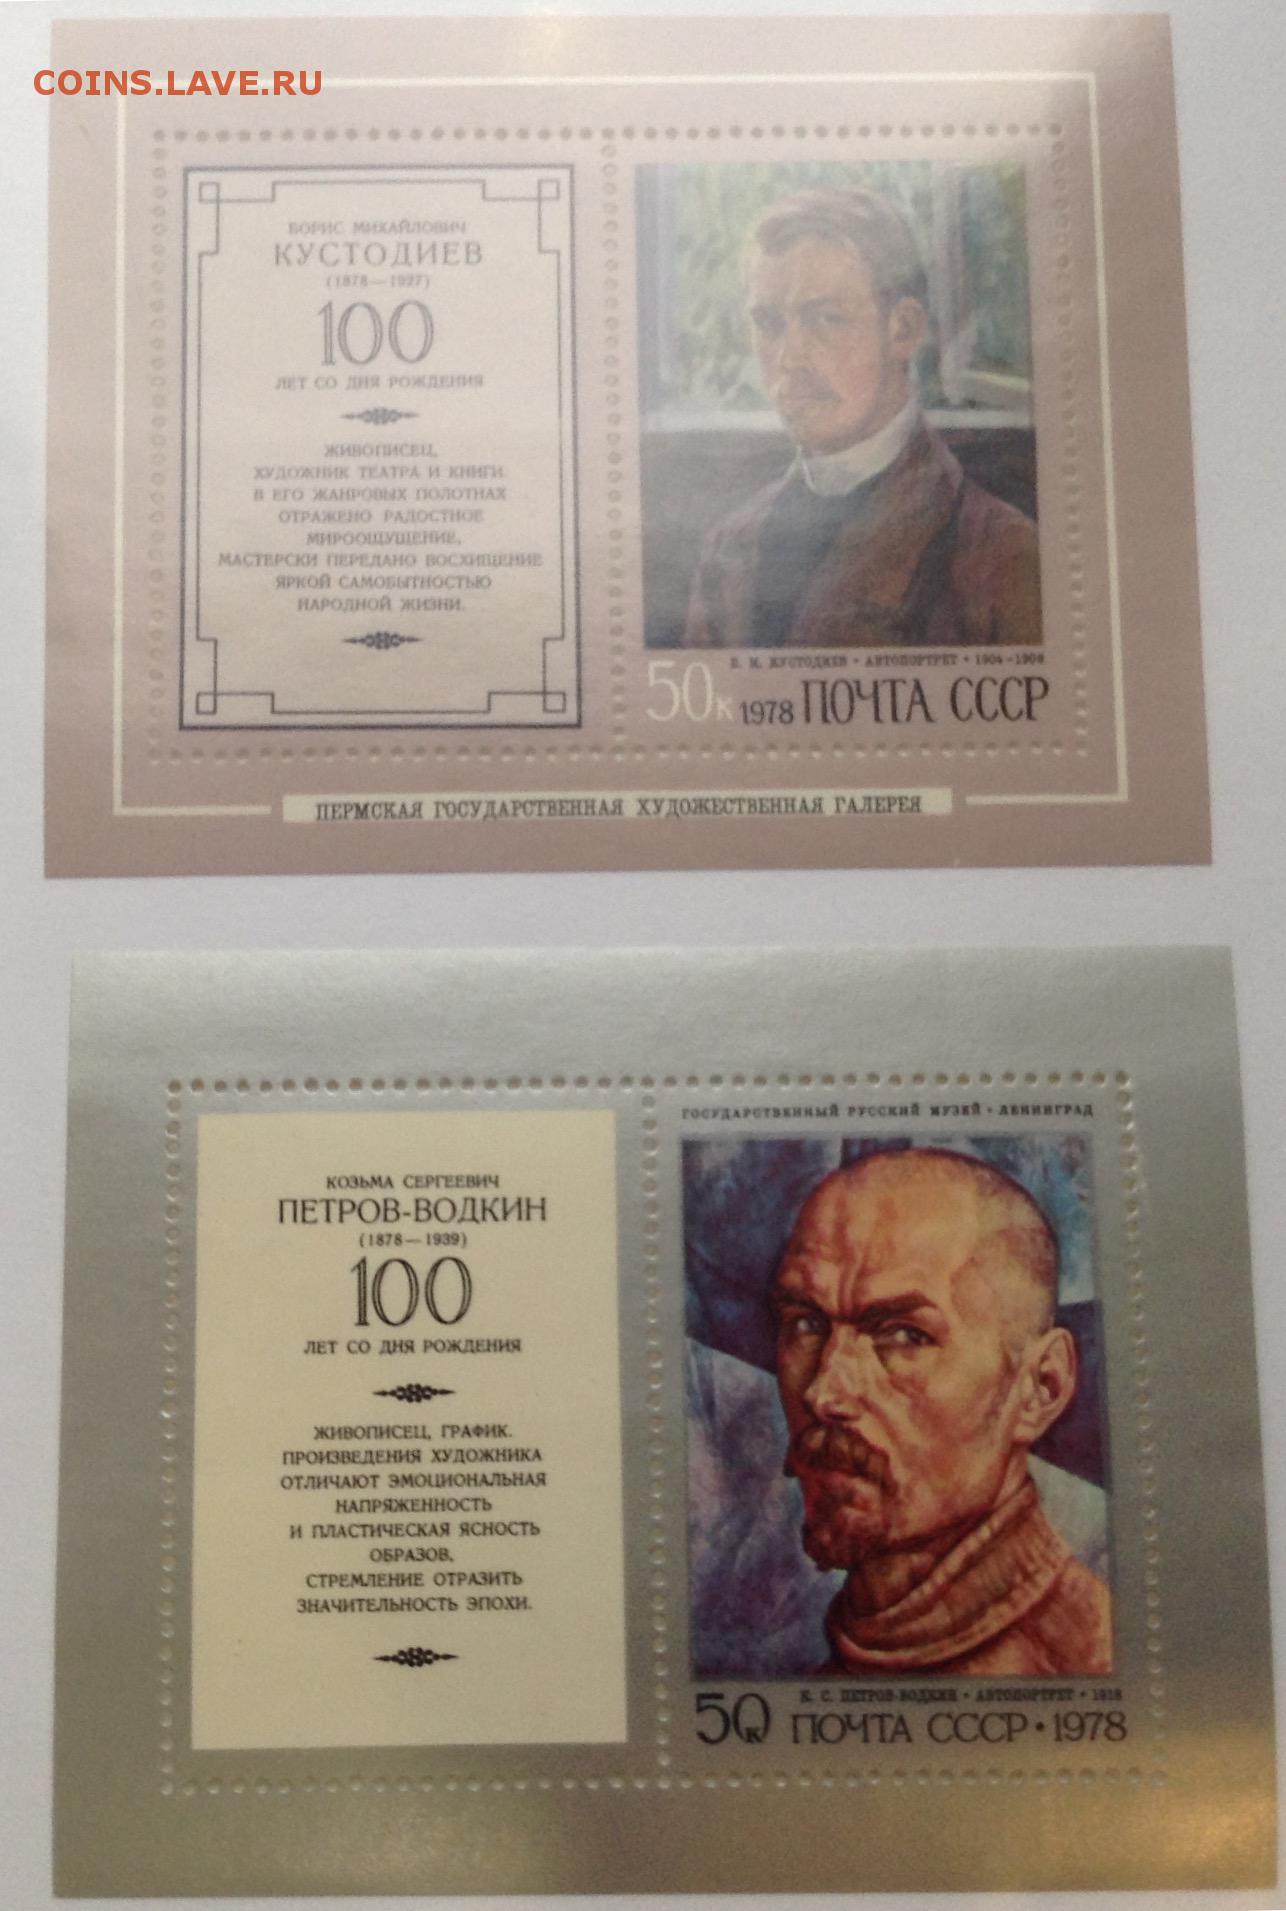 COINS.LAVE.RU
БОРИС МИХАЙЛОВИЧ
КУСТОДИЕВ
(1878—1927)
100
ЛЕТ СО ДНЯ РОЖДЕНИЯ
ЖИВОПИСЕЦ,
ХУДОЖНИК ТЕАТРА И КНИГИ.
В ЕГО ЖАНРОВЫХ ПОЛОТНАХ
ОТРАЖЕНО РАДОСТНОЕ
МИРООЩУЩЕНИЕ,
МАСТЕРСКИ ПЕРЕДАНО ВОСХИЩЕНИЕ
ЯРКОЙ САМОБЫТНОСТЬЮ
НАРОДНОЙ ЖИЗНИ.
Б. М. КУСТОДИЕВ • АВТОПОРТРЕТ • 1904-1906
50к 1978 ПОЧТА СССР
ПЕРМСКАЯ ГОСУДАРСТВЕННАЯ ХУДОЖЕСТВЕННАЯ ГАЛЕРЕЯ
КОЗЬМА СЕРГЕЕВИЧ
ПЕТРОВ-ВОДКИН
(1878—1939)
100
ЛЕТ СО ДНЯ РОЖДЕНИЯ
ЖИВОПИСЕЦ, ГРАФИК.
ПРОИЗВЕДЕНИЯ ХУДОЖНИКА
ОТЛИЧАЮТ ЭМОЦИОНАЛЬНАЯ
НАПРЯЖЕННОСТЬ
И ПЛАСТИЧЕСКАЯ ЯСНОСТЬ
ОБРАЗОВ,
СТРЕМЛЕНИЕ ОТРАЗИТЬ
ЗНАЧИТЕЛЬНОСТЬ ЭПОХИ.
ГОСУДАРСТВЕННЫЙ РУССКИЙ МУЗЕЙ • ЛЕНИНГРАД
К. С. ПЕТРОВ-ВОДКИН • АВТОПОРТРЕТ • 1918
50к ПОЧТА СССР • 1978